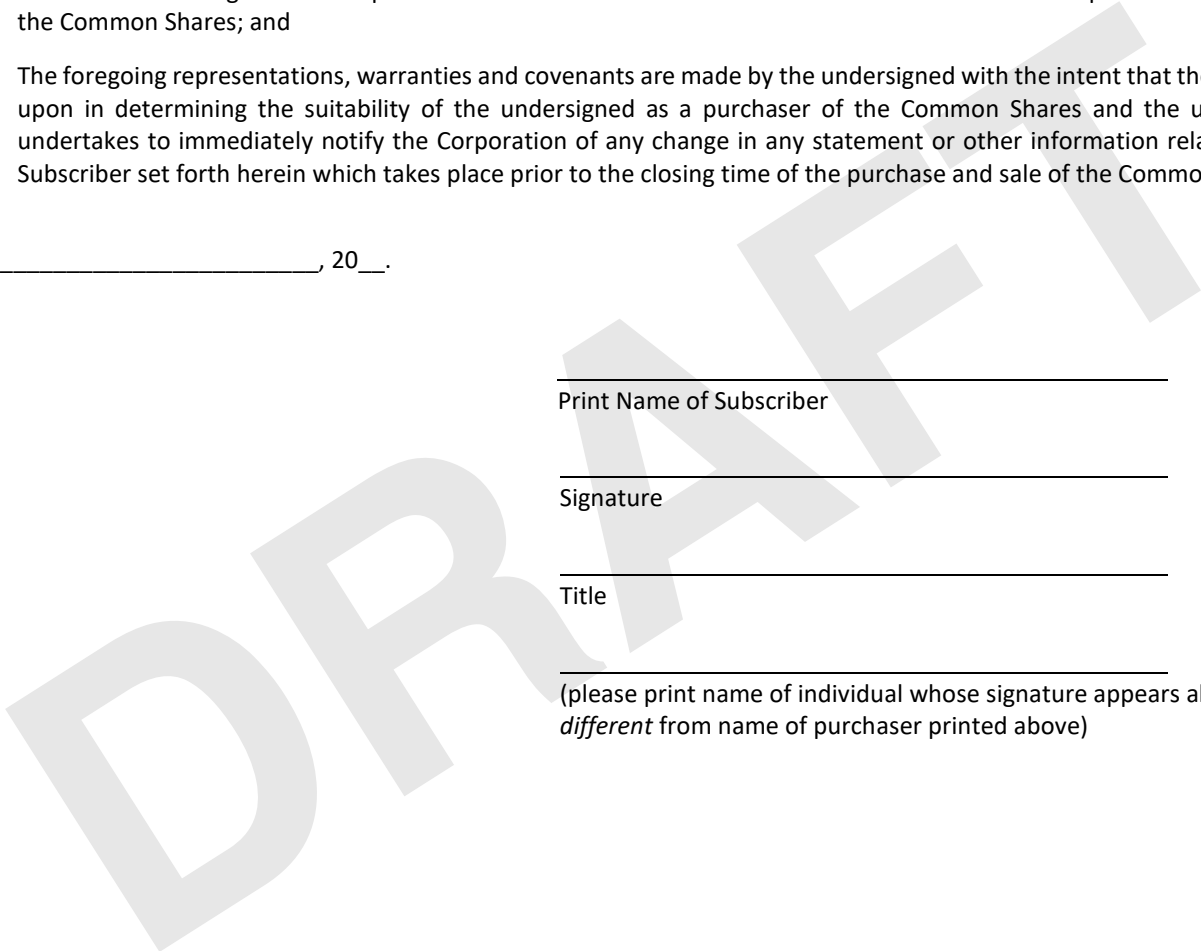 the Common Shares; and
The foregoing representations, warranties and covenants are made by the undersigned with the intent that
upon in determining the suitability of the undersigned as a purchaser of the Common Shares and the
undertakes to immediately notify the Corporation of any change in any statement or other information
Subscriber set forth herein which takes place prior to the closing time of the purchase and sale of the
________________________, 20__.
Print Name of Subscriber
Signature
Title
(please print name of individual whose signature appears
different from name of purchaser printed above)
DRAFT